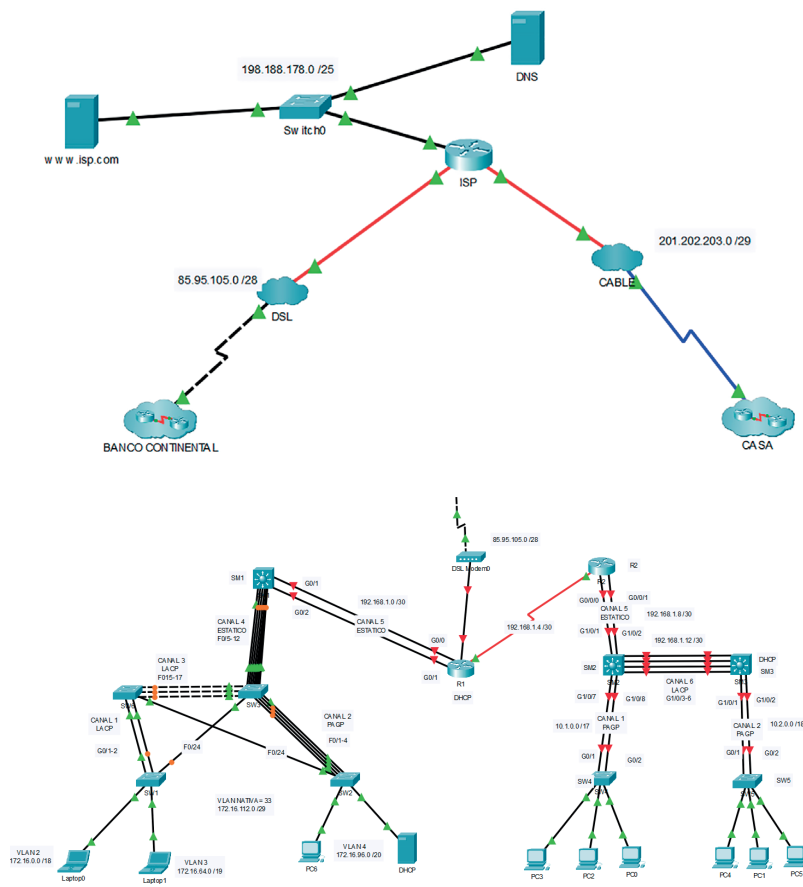 198.188.178.0 /25
DNS
Switch0
www.isp.com
ISP
201.202.203.0 /29
85.95.105.0 /28
CABLE
DSL
BANCO CONTINENTAL
CASA
85.95.105.0 /28
DSL Modem0
R2
R2
SM1
G0/1
G0/2
192.168.1.0 /30
G0/0/0
G0/0/1
CANAL 5
ESTATICO
192.168.1.8 /30
CANAL 4
ESTATICO
F0/5-12
CANAL 5
ESTATICO
192.168.1.4 /30
G1/0/1
G1/0/2
192.168.1.12 /30
G0/0
G0/1
R1
DHCP
SM2
SM2
DHCP
SM3
CANAL 3
LACP
F015-17
CANAL 6
LACP
G1/0/3-6
G1/0/7
G1/0/8
G1/0/1
G1/0/2
CANAL 1
LACP
G0/1-2
CANAL 2
PAGP
F0/1-4
F0/24
F0/24
10.1.0.0 /17
CANAL 1
PAGP
CANAL 2
PAGP
10.2.0.0 /18
G0/1
G0/2
G0/1
G0/2
SW1
SW2
SW4
SW5
VLAN NATIVA = 33
172.16.112.0 /29
VLAN 2
172.16.0.0 /18
Laptop0
VLAN 3
172.16.64.0 /19
Laptop1
VLAN 4
172.16.96.0 /20
PC6
DHCP
PC3
PC2
PC0
PC4
PC1
PC5